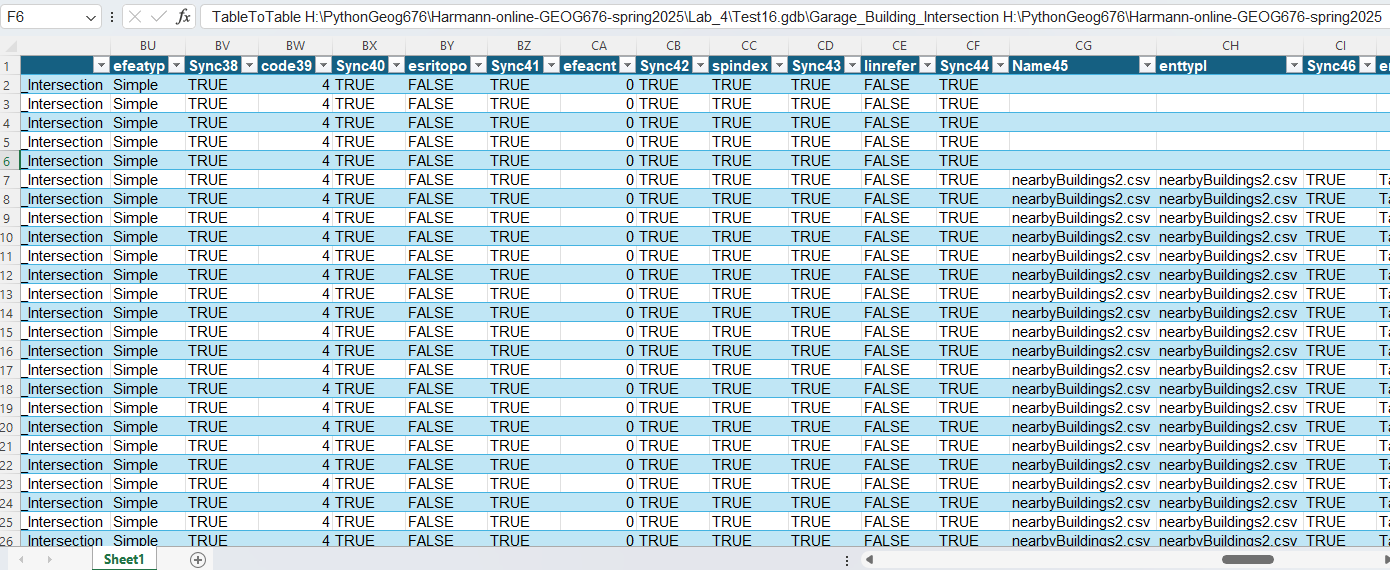 F6 fx TableToTable H:\PythonGeog676\Harmann-online-GEOG676-spring2025\Lab_4\Test16.gdb\Garage_Building_Intersection H:\PythonGeog676\Harmann-online-GEOG676-spring2025
BU BV BW BX BY BZ CA CB CC CD CE CF CG CH CI
1 efeatyp Sync38 code39 Sync40 esritopo Sync41 efeacnt Sync42 spindex Sync43 linrefer Sync44 Name45 enttypl Sync46
2 _Intersection Simple TRUE 4 TRUE FALSE TRUE 0 TRUE TRUE TRUE FALSE TRUE
3 _Intersection Simple TRUE 4 TRUE FALSE TRUE 0 TRUE TRUE TRUE FALSE TRUE
4 _Intersection Simple TRUE 4 TRUE FALSE TRUE 0 TRUE TRUE TRUE FALSE TRUE
5 _Intersection Simple TRUE 4 TRUE FALSE TRUE 0 TRUE TRUE TRUE FALSE TRUE
6 _Intersection Simple TRUE 4 TRUE FALSE TRUE 0 TRUE TRUE TRUE FALSE TRUE
7 _Intersection Simple TRUE 4 TRUE FALSE TRUE 0 TRUE TRUE TRUE FALSE TRUE nearbyBuildings2.csv nearbyBuildings2.csv TRUE
8 _Intersection Simple TRUE 4 TRUE FALSE TRUE 0 TRUE TRUE TRUE FALSE TRUE nearbyBuildings2.csv nearbyBuildings2.csv TRUE
9 _Intersection Simple TRUE 4 TRUE FALSE TRUE 0 TRUE TRUE TRUE FALSE TRUE nearbyBuildings2.csv nearbyBuildings2.csv TRUE
10 _Intersection Simple TRUE 4 TRUE FALSE TRUE 0 TRUE TRUE TRUE FALSE TRUE nearbyBuildings2.csv nearbyBuildings2.csv TRUE
11 _Intersection Simple TRUE 4 TRUE FALSE TRUE 0 TRUE TRUE TRUE FALSE TRUE nearbyBuildings2.csv nearbyBuildings2.csv TRUE
12 _Intersection Simple TRUE 4 TRUE FALSE TRUE 0 TRUE TRUE TRUE FALSE TRUE nearbyBuildings2.csv nearbyBuildings2.csv TRUE
13 _Intersection Simple TRUE 4 TRUE FALSE TRUE 0 TRUE TRUE TRUE FALSE TRUE nearbyBuildings2.csv nearbyBuildings2.csv TRUE
14 _Intersection Simple TRUE 4 TRUE FALSE TRUE 0 TRUE TRUE TRUE FALSE TRUE nearbyBuildings2.csv nearbyBuildings2.csv TRUE
15 _Intersection Simple TRUE 4 TRUE FALSE TRUE 0 TRUE TRUE TRUE FALSE TRUE nearbyBuildings2.csv nearbyBuildings2.csv TRUE
16 _Intersection Simple TRUE 4 TRUE FALSE TRUE 0 TRUE TRUE TRUE FALSE TRUE nearbyBuildings2.csv nearbyBuildings2.csv TRUE
17 _Intersection Simple TRUE 4 TRUE FALSE TRUE 0 TRUE TRUE TRUE FALSE TRUE nearbyBuildings2.csv nearbyBuildings2.csv TRUE
18 _Intersection Simple TRUE 4 TRUE FALSE TRUE 0 TRUE TRUE TRUE FALSE TRUE nearbyBuildings2.csv nearbyBuildings2.csv TRUE
19 _Intersection Simple TRUE 4 TRUE FALSE TRUE 0 TRUE TRUE TRUE FALSE TRUE nearbyBuildings2.csv nearbyBuildings2.csv TRUE
20 _Intersection Simple TRUE 4 TRUE FALSE TRUE 0 TRUE TRUE TRUE FALSE TRUE nearbyBuildings2.csv nearbyBuildings2.csv TRUE
21 _Intersection Simple TRUE 4 TRUE FALSE TRUE 0 TRUE TRUE TRUE FALSE TRUE nearbyBuildings2.csv nearbyBuildings2.csv TRUE
22 _Intersection Simple TRUE 4 TRUE FALSE TRUE 0 TRUE TRUE TRUE FALSE TRUE nearbyBuildings2.csv nearbyBuildings2.csv TRUE
23 _Intersection Simple TRUE 4 TRUE FALSE TRUE 0 TRUE TRUE TRUE FALSE TRUE nearbyBuildings2.csv nearbyBuildings2.csv TRUE
24 _Intersection Simple TRUE 4 TRUE FALSE TRUE 0 TRUE TRUE TRUE FALSE TRUE nearbyBuildings2.csv nearbyBuildings2.csv TRUE
25 _Intersection Simple TRUE 4 TRUE FALSE TRUE 0 TRUE TRUE TRUE FALSE TRUE nearbyBuildings2.csv nearbyBuildings2.csv TRUE
26 _Intersection Simple TRUE 4 TRUE FALSE TRUE 0 TRUE TRUE TRUE FALSE TRUE nearbyBuildings2.csv nearbyBuildings2.csv TRUE
Sheet1